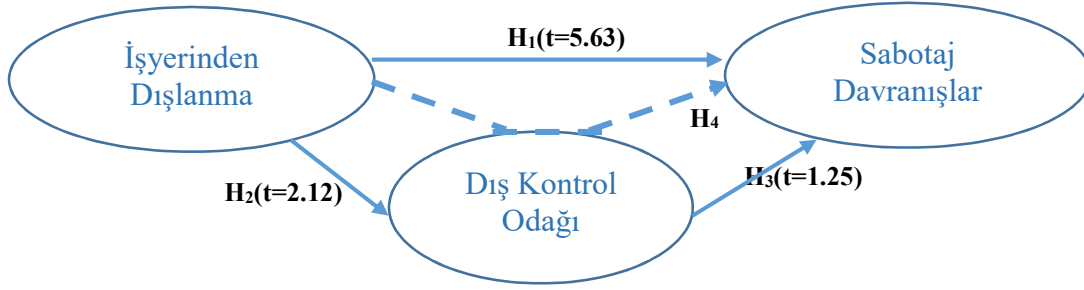 H₁(t=5.63)
İşyerinden
Dışlanma
Sabotaj
Davranışlar
H₄
H₂(t=2.12)
Dış Kontrol
Odağı
H₃(t=1.25)